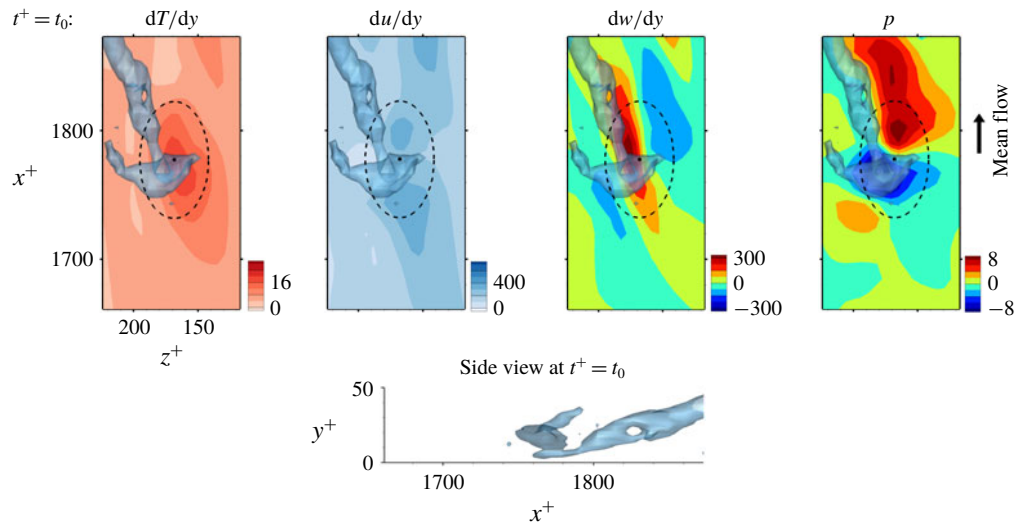 t⁺ = t₀: dT/dy du/dy dw/dy p
1800
x⁺
1700
Mean flow
16
0
400
0
300
0
−300
8
0
−8
200 150
z⁺
Side view at t⁺ = t₀
50
y⁺
0
1700 1800
x⁺